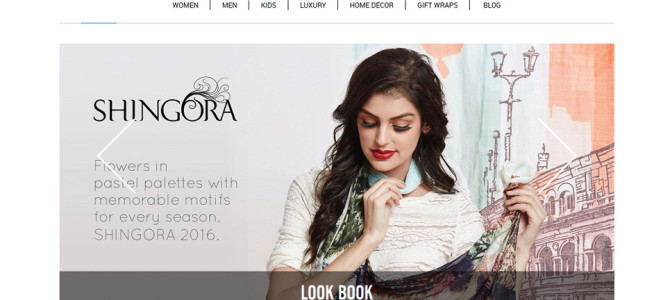 WOMEN | MEN | KIDS | LUXURY | HOME DÉCOR | GIFT WRAPS | BLOG
SHINGORA
Flowers in
pastel palettes with
memorable motifs
for every season.
SHINGORA 2016.
LOOK BOOK